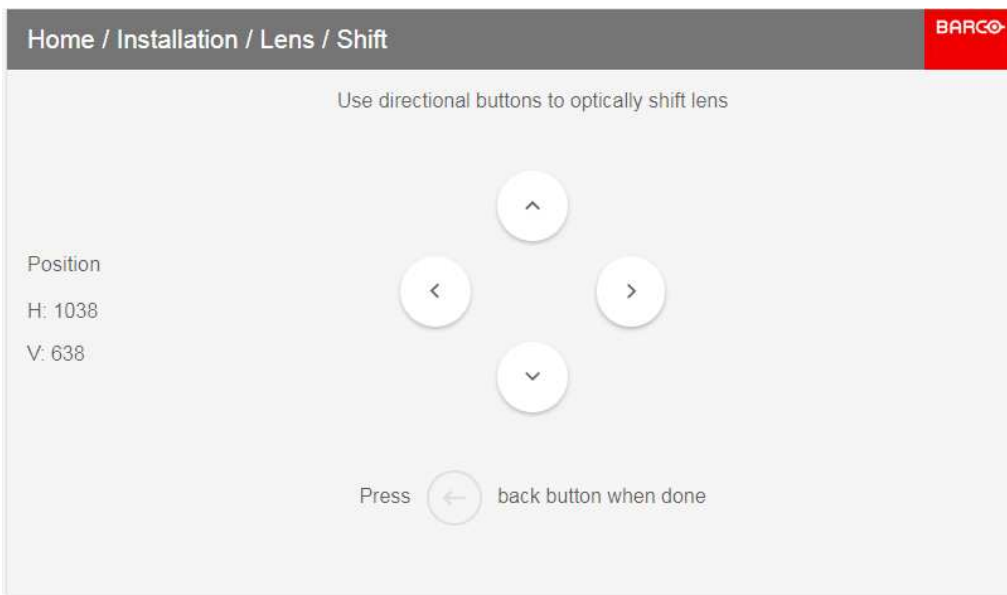 Home / Installation / Lens / Shift
BARCO
Use directional buttons to optically shift lens
Position
H: 1038
V: 638
Press back button when done